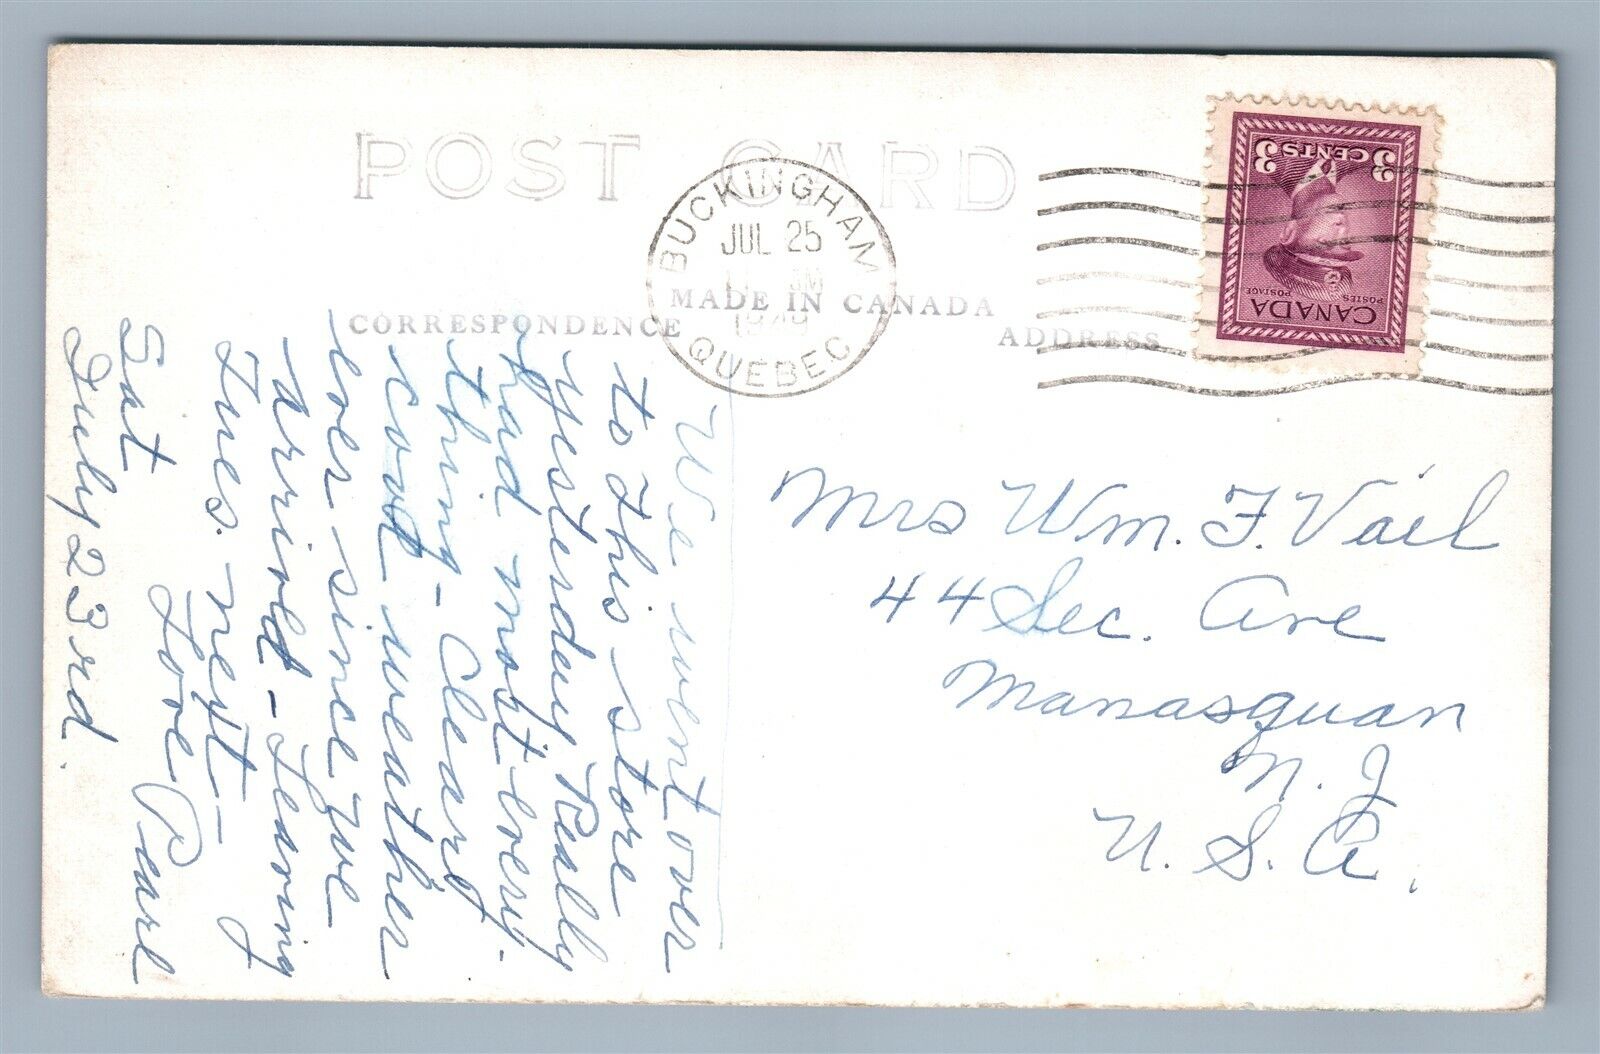 POST CARD
BUCKINGHAM
JUL 25
1949
QUEBEC
MADE IN CANADA
CORRESPONDENCE
ADDRESS
3 CENTS 3
POSTES
POSTAGE
CANADA
We went over
to this store
yesterday. Really
had most every-
thing - Cleary
cool weather
ever since we
arrived - Leaving
Tues. next -
Love Pearl
Sat
July 23rd.
Mrs Wm. F. Vail
44 Sec. Ave
Manasquan
N. J
U. S. A.